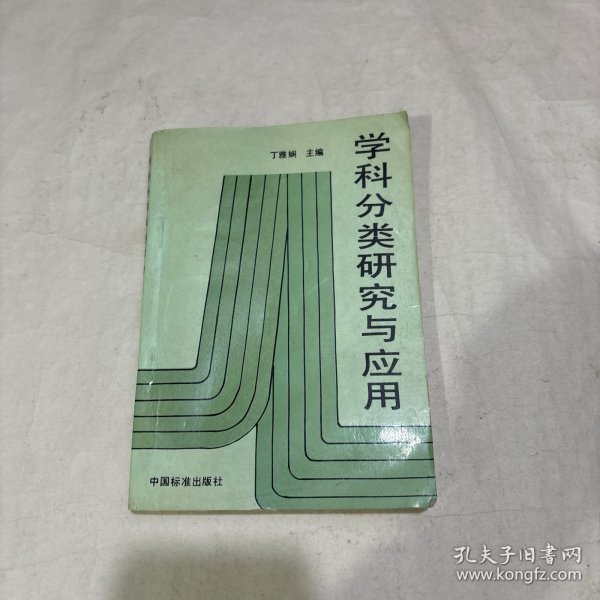 丁雅娴 主编
学科分类研究与应用
中国标准出版社
孔夫子旧书网
www.kongfz.com